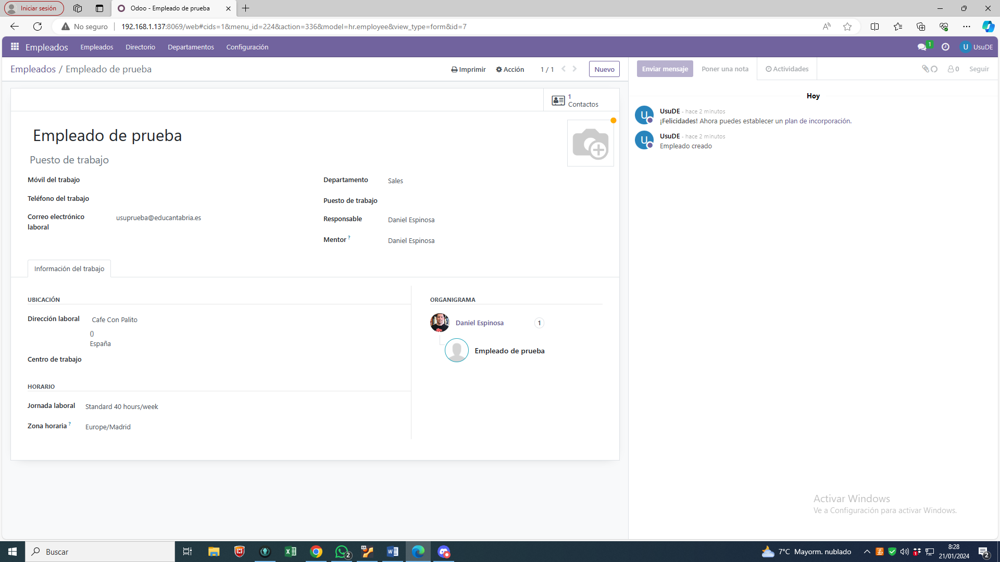 Iniciar sesión
Odoo - Empleado de prueba
No seguro
192.168.1.137:8069/web#cids=1&menu_id=224&action=336&model=hr.employee&view_type=form&id=7
Empleados
Empleados
Directorio
Departamentos
Configuración
1
U
UsuDE
Empleados / Empleado de prueba
Imprimir
Acción
1 / 1
Nuevo
Enviar mensaje
Poner una nota
Actividades
0
Seguir
1
Contactos
Hoy
U
UsuDE - hace 2 minutos
¡Felicidades! Ahora puedes establecer un plan de incorporación.
U
UsuDE - hace 2 minutos
Empleado creado
Empleado de prueba
Puesto de trabajo
Móvil del trabajo
Teléfono del trabajo
Correo electrónico
laboral
usuprueba@educantabria.es
Departamento
Sales
Puesto de trabajo
Responsable
Daniel Espinosa
Mentor ?
Daniel Espinosa
Información del trabajo
UBICACIÓN
Dirección laboral
Cafe Con Palito
()
España
Centro de trabajo
HORARIO
Jornada laboral
Standard 40 hours/week
Zona horaria ?
Europe/Madrid
ORGANIGRAMA
Daniel Espinosa
1
Empleado de prueba
Activar Windows
Ve a Configuración para activar Windows.
Buscar
2
7°C Mayorm. nublado
8:28
21/01/2024
2